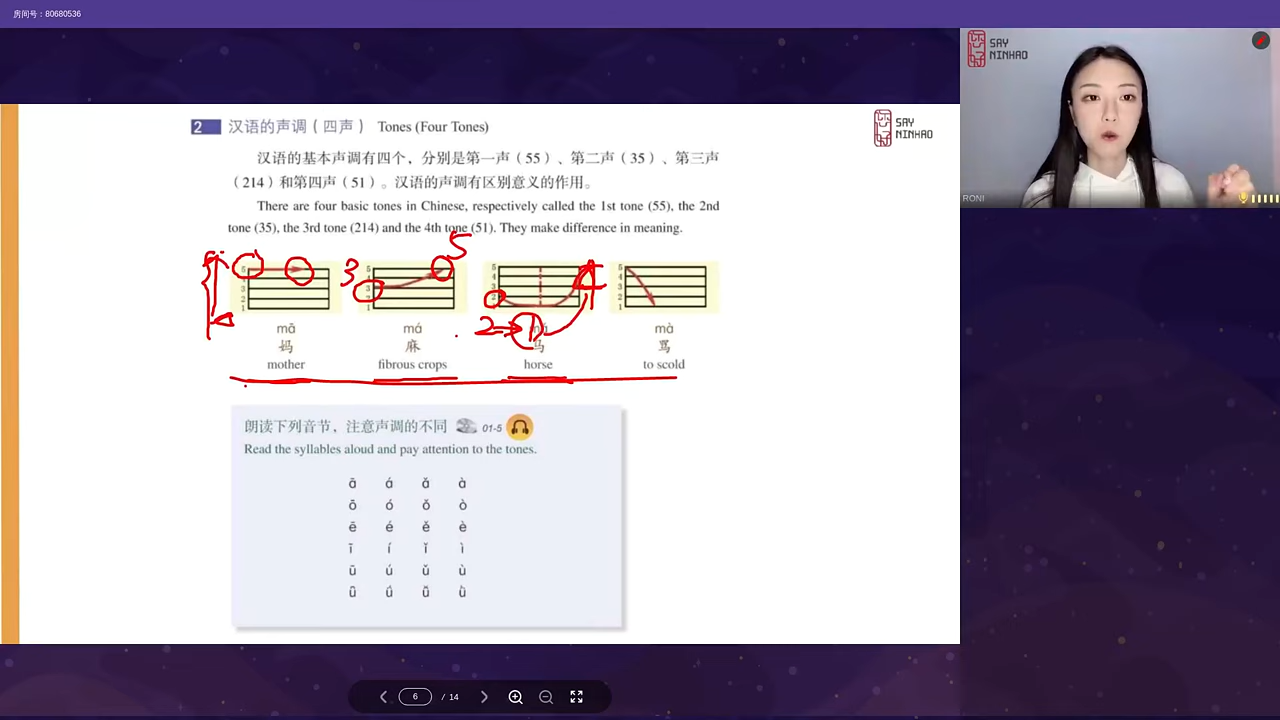 房间号：80680536
SAY
NINHAO
RONI
2 汉语的声调（四声） Tones (Four Tones)
SAY
NINHAO
汉语的基本声调有四个，分别是第一声（55）、第二声（35）、第三声
（214）和第四声（51）。汉语的声调有区别意义的作用。
There are four basic tones in Chinese, respectively called the 1st tone (55), the 2nd
tone (35), the 3rd tone (214) and the 4th tone (51). They make difference in meaning.
3 5
2 1 4
mā má mà
妈 麻 马 骂
mother fibrous crops horse to scold
朗读下列音节，注意声调的不同 01-5
Read the syllables aloud and pay attention to the tones.
ā á ǎ à
ō ó ǒ ò
ē é ě è
ī í ǐ ì
ū ú ǔ ù
ǖ ǘ ǚ ǜ
6 / 14